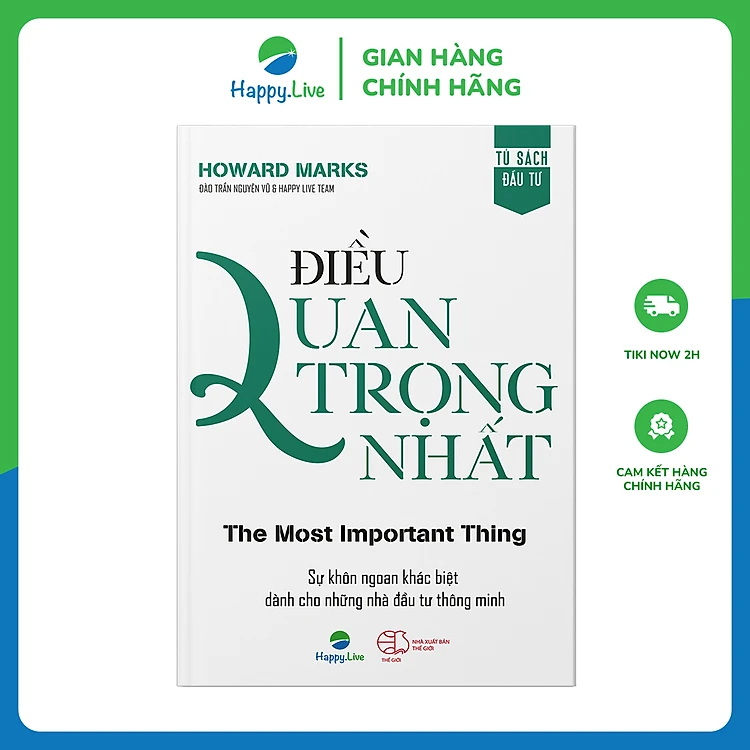 Happy.Live
GIAN HÀNG
CHÍNH HÃNG
HOWARD MARKS
ĐÀO TRẦN NGUYÊN VŨ & HAPPY LIVE TEAM
TỦ SÁCH
ĐẦU TƯ
ĐIỀU
QUAN
TRỌNG
NHẤT
The Most Important Thing
Sự khôn ngoan khác biệt
dành cho những nhà đầu tư thông minh
Happy.Live
THẾ GIỚI
NHÀ XUẤT BẢN
THẾ GIỚI
TIKI NOW 2H
CAM KẾT HÀNG
CHÍNH HÃNG